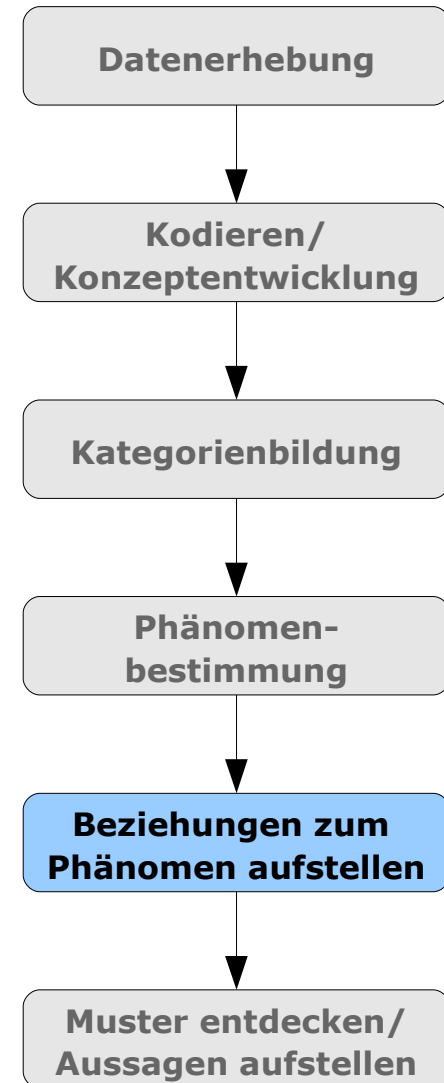 Datenerhebung
Kodieren/
Konzeptentwicklung
Kategorienbildung
Phänomen-
bestimmung
Beziehungen zum
Phänomen aufstellen
Muster entdecken/
Aussagen aufstellen